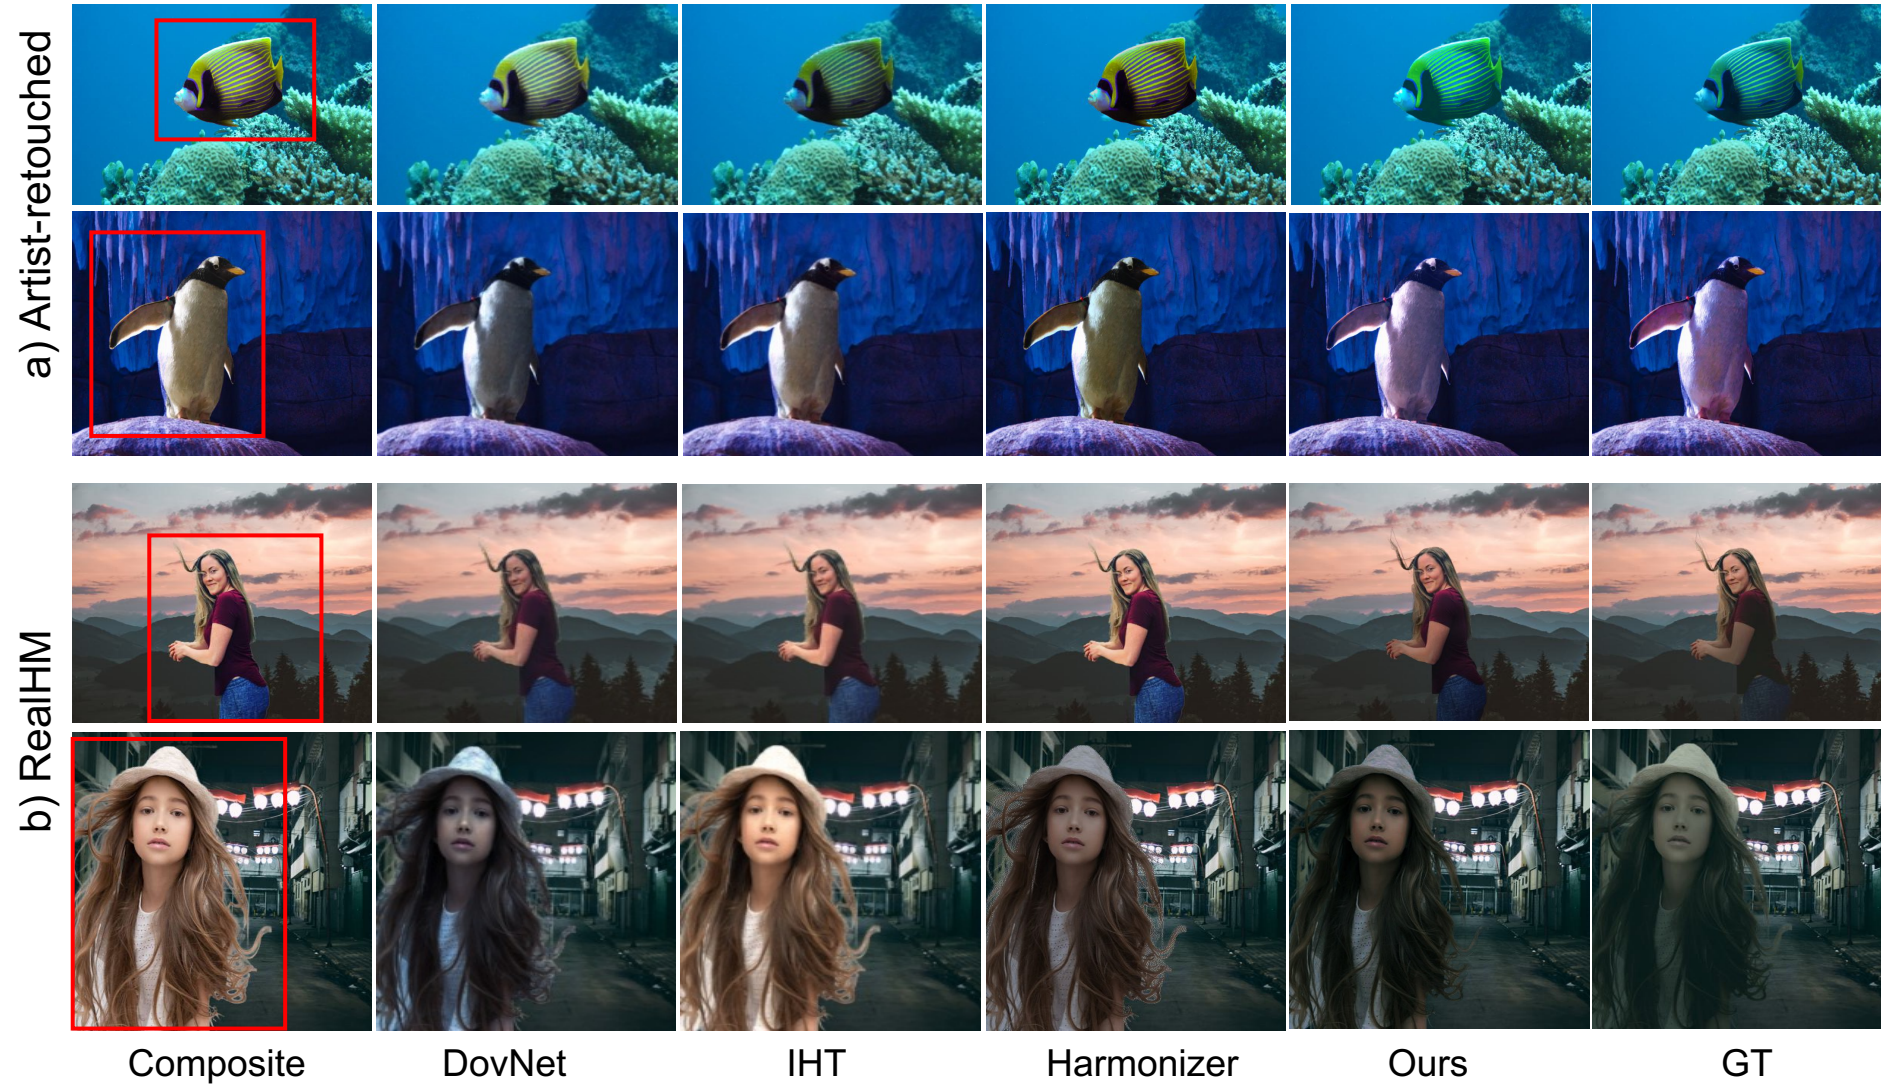 a) Artist-retouched
b) RealHM
Composite
DovNet
IHT
Harmonizer
Ours
GT